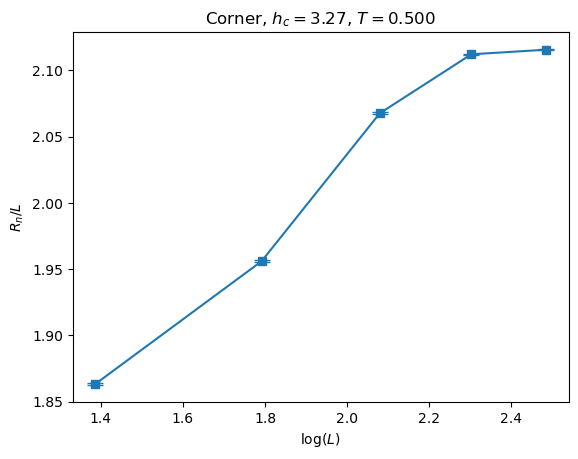 Corner, $h_c = 3.27$, $T = 0.500$
$R_n/L$
2.10
2.05
2.00
1.95
1.90
1.85
1.4 1.6 1.8 2.0 2.2 2.4
log($L$)